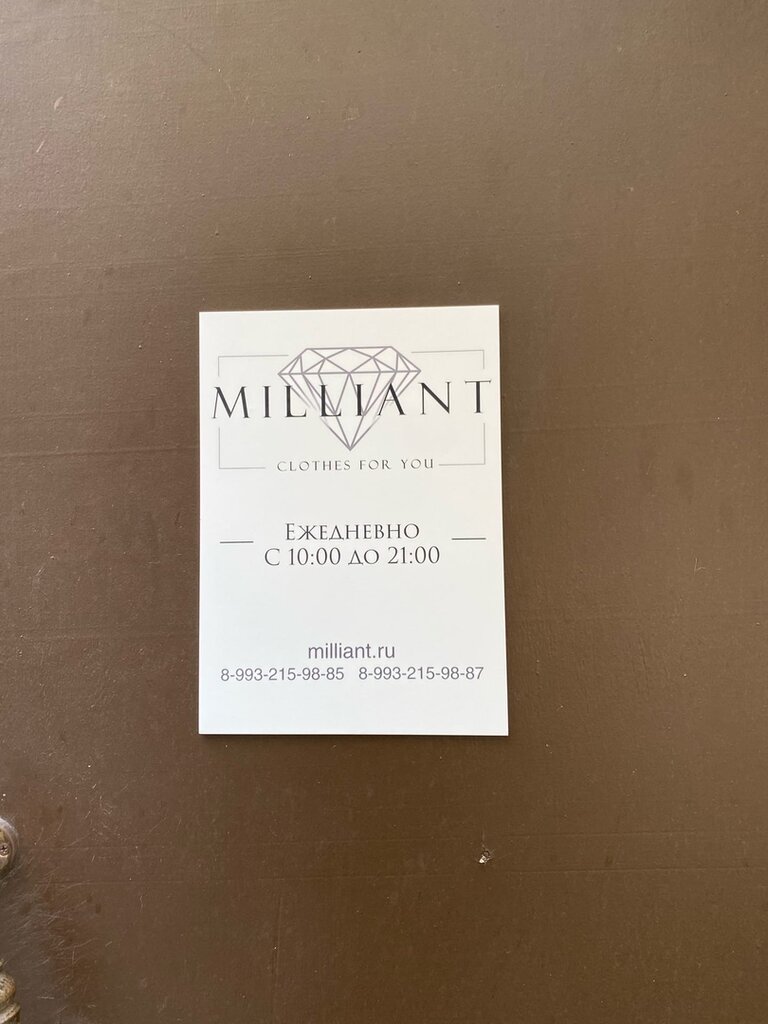 MILLIANT
CLOTHES FOR YOU
Ежедневно
с 10:00 до 21:00
milliant.ru
8-993-215-98-85 8-993-215-98-87